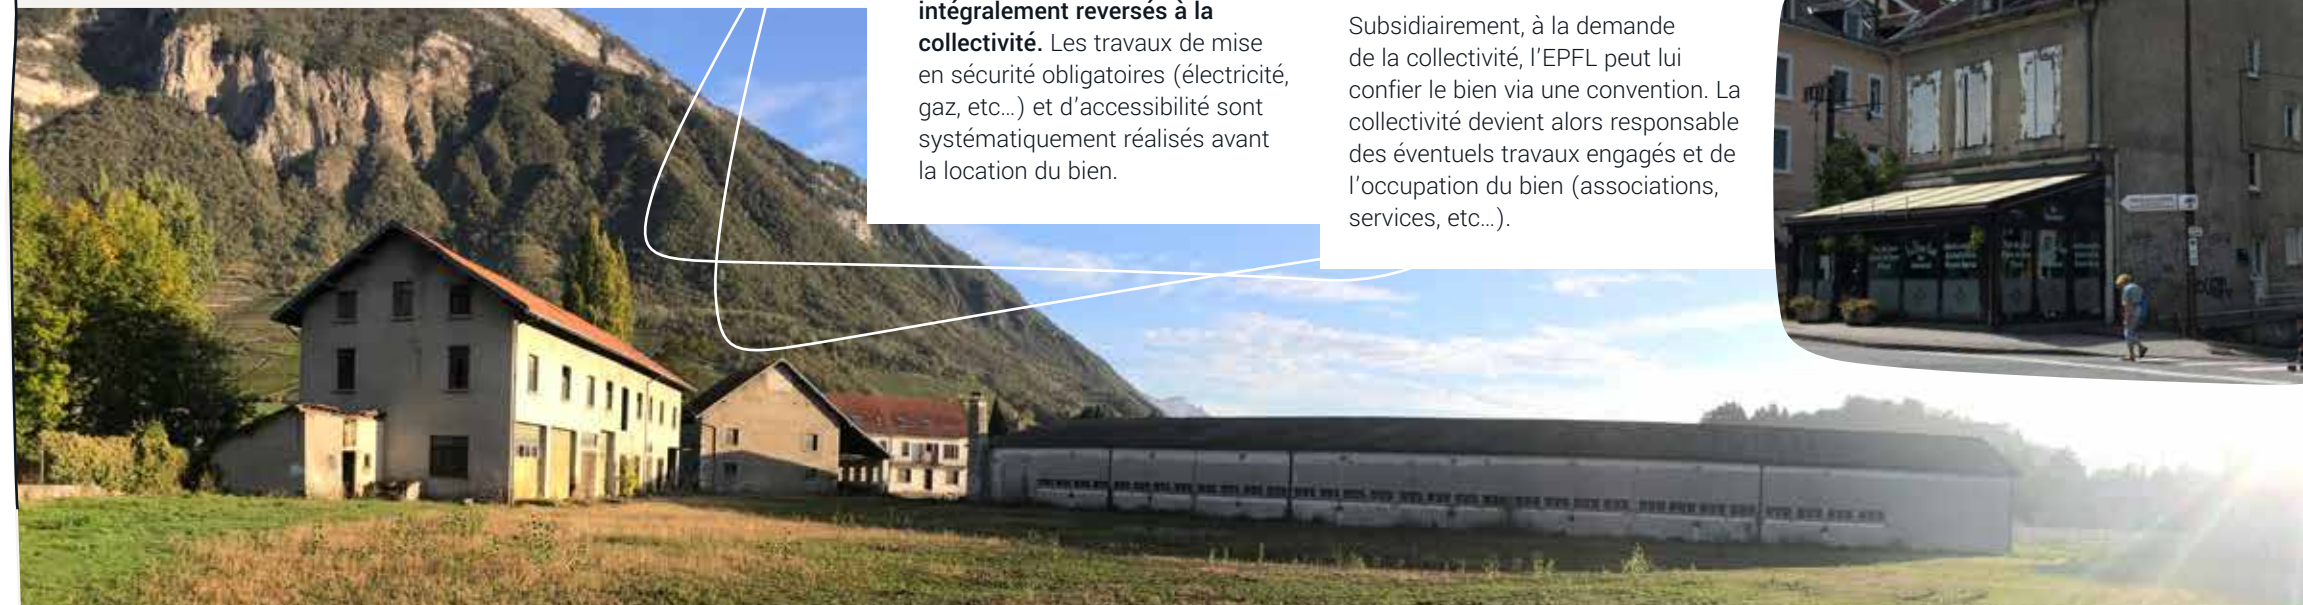 intégralement reversés à la
collectivité. Les travaux de mise
en sécurité obligatoires (électricité,
gaz, etc…) et d’accessibilité sont
systématiquement réalisés avant
la location du bien.
Subsidiairement, à la demande
de la collectivité, l’EPFL peut lui
confier le bien via une convention. La
collectivité devient alors responsable
des éventuels travaux engagés et de
l’occupation du bien (associations,
services, etc…).